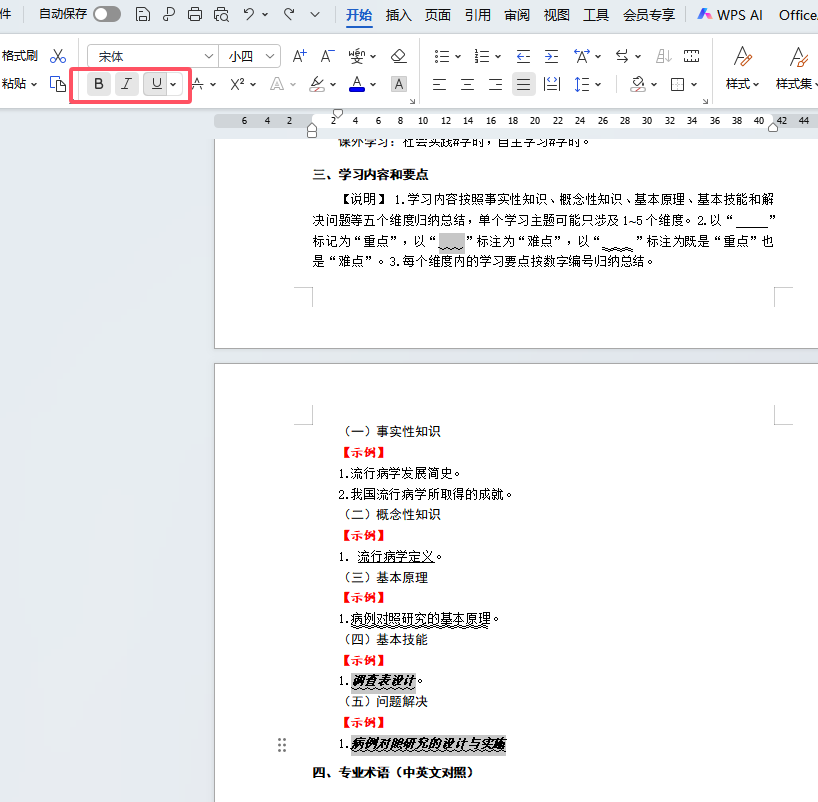 件 自动保存 开始 插入 页面 引用 审阅 视图 工具 会员专享 WPS AI Office
格式刷 宋体 小四 A+ A- wén
粘贴 B I U A X² A A A 样式 样式集
6 4 2 2 4 6 8 10 12 14 16 18 20 22 24 26 28 30 32 34 36 38 40 42 44
课外学习：社会实践#学时，自主学习#学时。
三、学习内容和要点
【说明】 1.学习内容按照事实性知识、概念性知识、基本原理、基本技能和解
决问题等五个维度归纳总结，单个学习主题可能只涉及 1~5 个维度。2.以“_____”
标记为“重点”，以“ ”标注为“难点”，以“ ”标注为既是“重点”也
是“难点”。3.每个维度内的学习要点按数字编号归纳总结。
（一）事实性知识
【示例】
1.流行病学发展简史。
2.我国流行病学所取得的成就。
（二）概念性知识
【示例】
1. 流行病学定义。
（三）基本原理
【示例】
1.病例对照研究的基本原理。
（四）基本技能
【示例】
1.调查表设计。
（五）问题解决
【示例】
1.病例对照研究的设计与实施
四、专业术语（中英文对照）